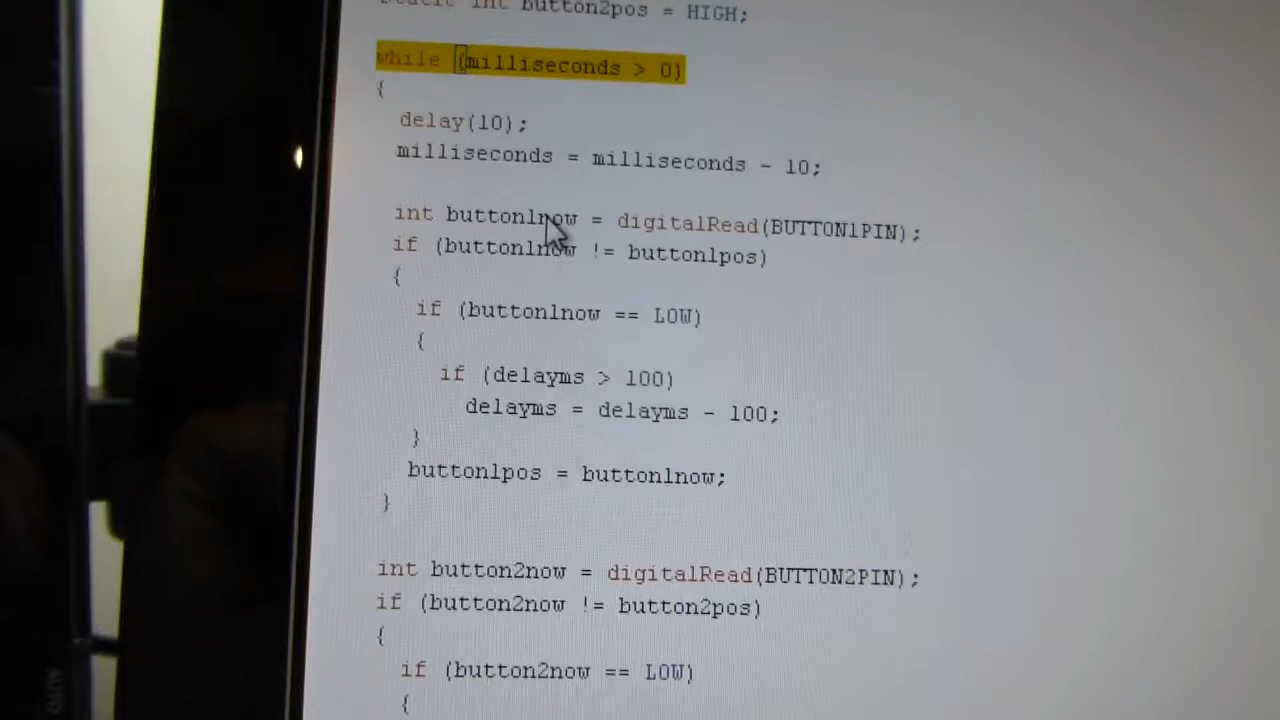 static int button2pos = HIGH;
while (milliseconds > 0)
{
delay(10);
milliseconds = milliseconds - 10;
int button1now = digitalRead(BUTTON1PIN);
if (button1now != button1pos)
{
if (button1now == LOW)
{
if (delayms > 100)
delayms = delayms - 100;
}
button1pos = button1now;
}
int button2now = digitalRead(BUTTON2PIN);
if (button2now != button2pos)
{
if (button2now == LOW)
{
AUTO